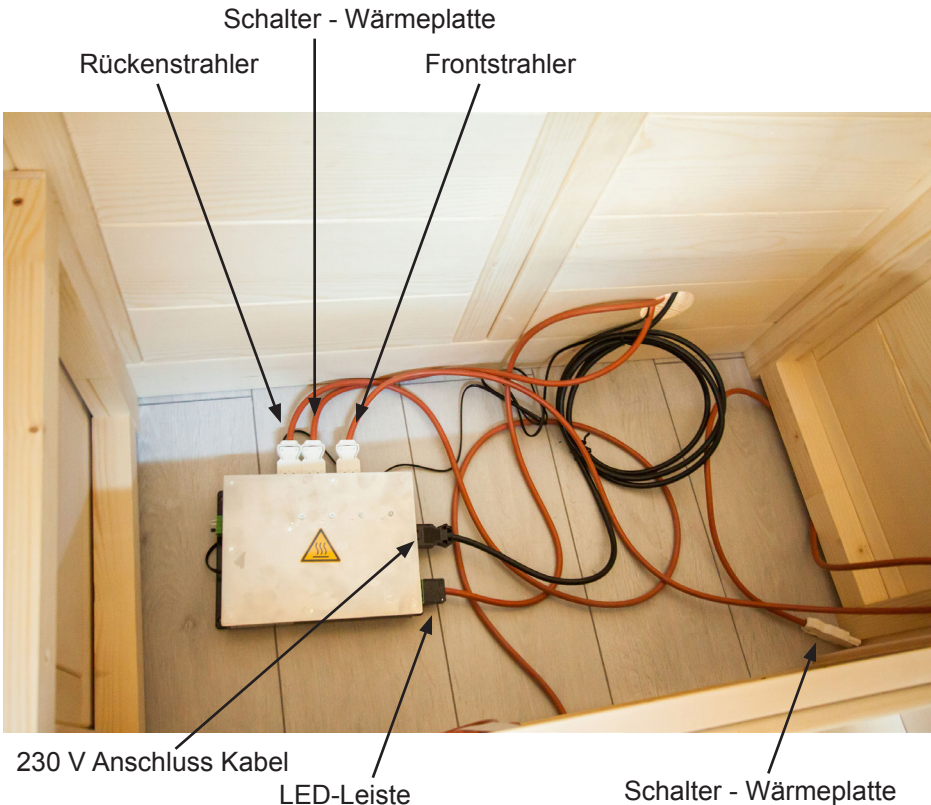 Schalter - Wärmeplatte
Rückenstrahler
Frontstrahler
230 V Anschluss Kabel
LED-Leiste
Schalter - Wärmeplatte